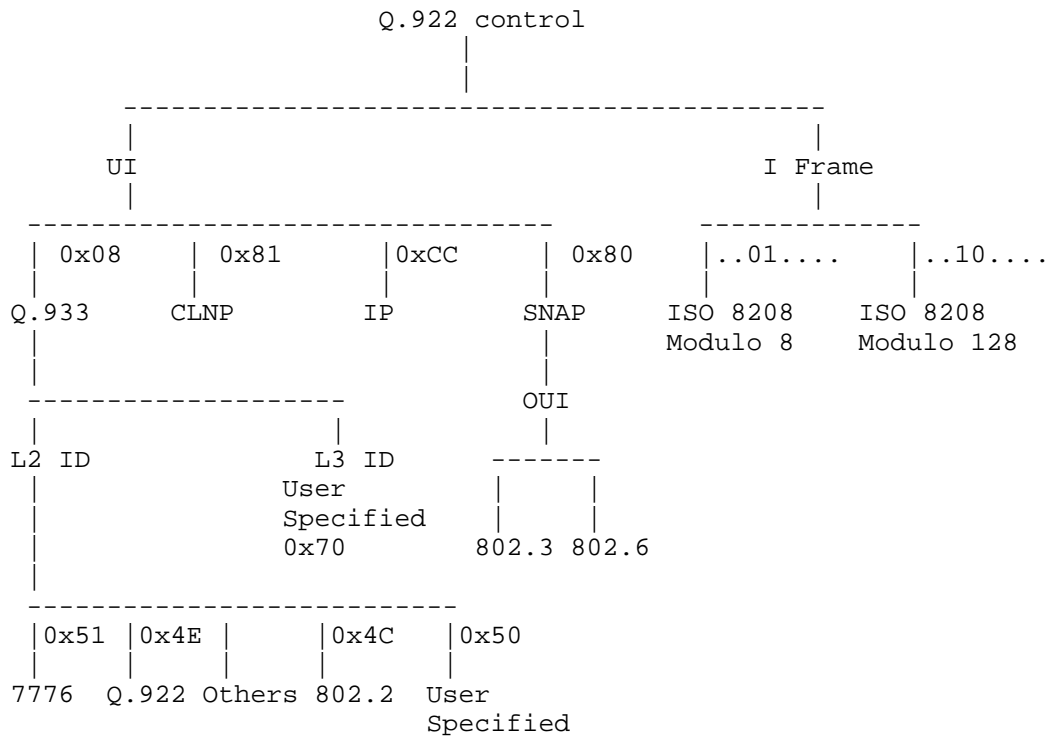 Q.922 control
UI I Frame
0x08 0x81 0xCC 0x80 ..01.... ..10....
Q.933 CLNP IP SNAP ISO 8208 ISO 8208
Modulo 8 Modulo 128
OUI
L2 ID L3 ID
User
Specified
0x70 802.3 802.6
0x51 0x4E 0x4C 0x50
7776 Q.922 Others 802.2 User
Specified